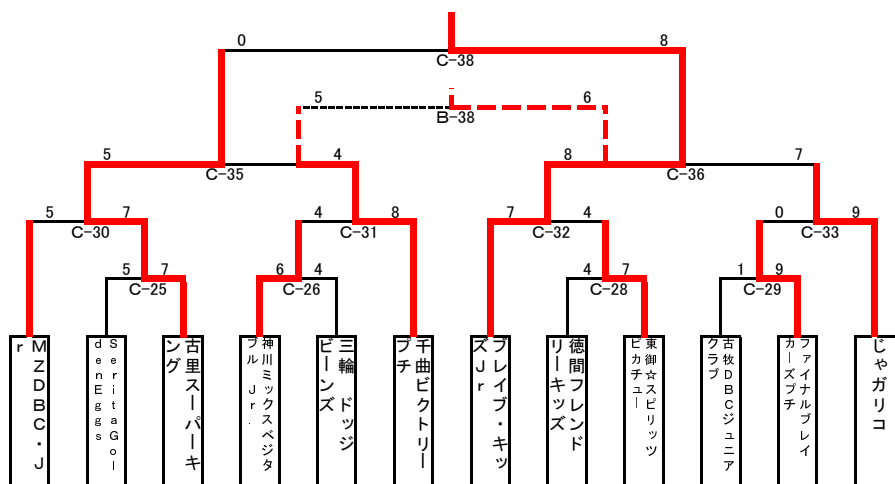 0 8
C-38
5 6
B-38
5 4 8 7
C-35 C-36
5 7 4 8 7 4 0 9
C-30 C-31 C-32 C-33
5 7 6 4 4 7 1 9
C-25 C-26 C-28 C-29
MZDBC・J
r
SeritaGol
denEggs
古里スーパーキ
ング
神川ミックスベジタ
ブル Jr.
三輪 ドッジ
ビーンズ
千曲ビクトリー
プチ
ブレイブ・キッ
ズJr
徳間フレンド
リーキッズ
東御☆スピリッツ
ピカチュー
古牧DBCジュニア
クラブ
ファイナルブレイ
カーズプチ
じゃガリコ